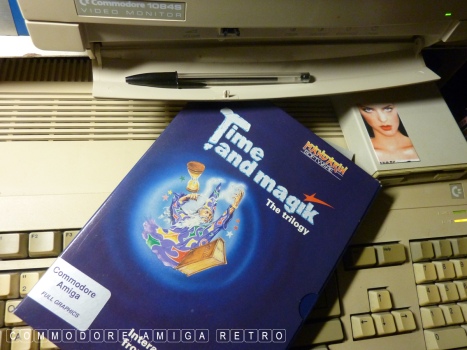 Commodore 1084S
VIDEO MONITOR
Time
and magik
The trilogy
Commodore
Amiga
FULL GRAPHICS
COMMODORE AMIGA RETRO